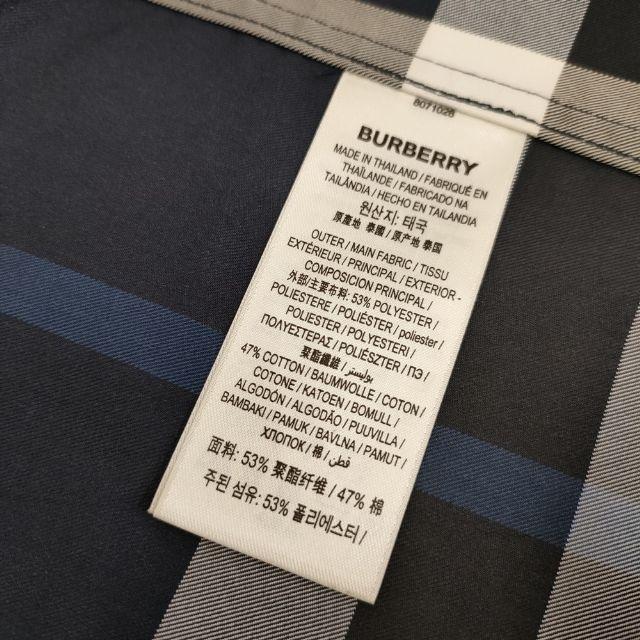 8071026
BURBERRY
MADE IN THAILAND / FABRIQUÉ EN
THAÏLANDE / FABRICADO NA
TAILÂNDIA / HECHO EN TAILANDIA
원산지: 태국
原產地 泰國 / 原产地 泰国
OUTER / MAIN FABRIC / TISSU
EXTÉRIEUR / PRINCIPAL / EXTERIOR -
COMPOSICIÓN PRINCIPAL /
外部/主要布料: 53% POLYESTER /
POLIESTERE / POLIÉSTER / poliester /
POLIESTER / POLYESTERI /
ΠΟΛΥΕΣΤΕΡΑΣ / POLIÉSZTER / ПЭ /
聚酯纖維 / بوليستر /
47% COTTON / BAUMWOLLE / COTON /
COTONE / KATOEN / BOMULL /
ALGODÓN / ALGODÃO / PUUVILLA /
BAMBAKI / PAMUK / BAVLNA / PAMUT /
ХЛОПОК / 棉 / قطن /
面料: 53% 聚酯纤维 / 47% 棉
주된 섬유: 53% 폴리에스터 /